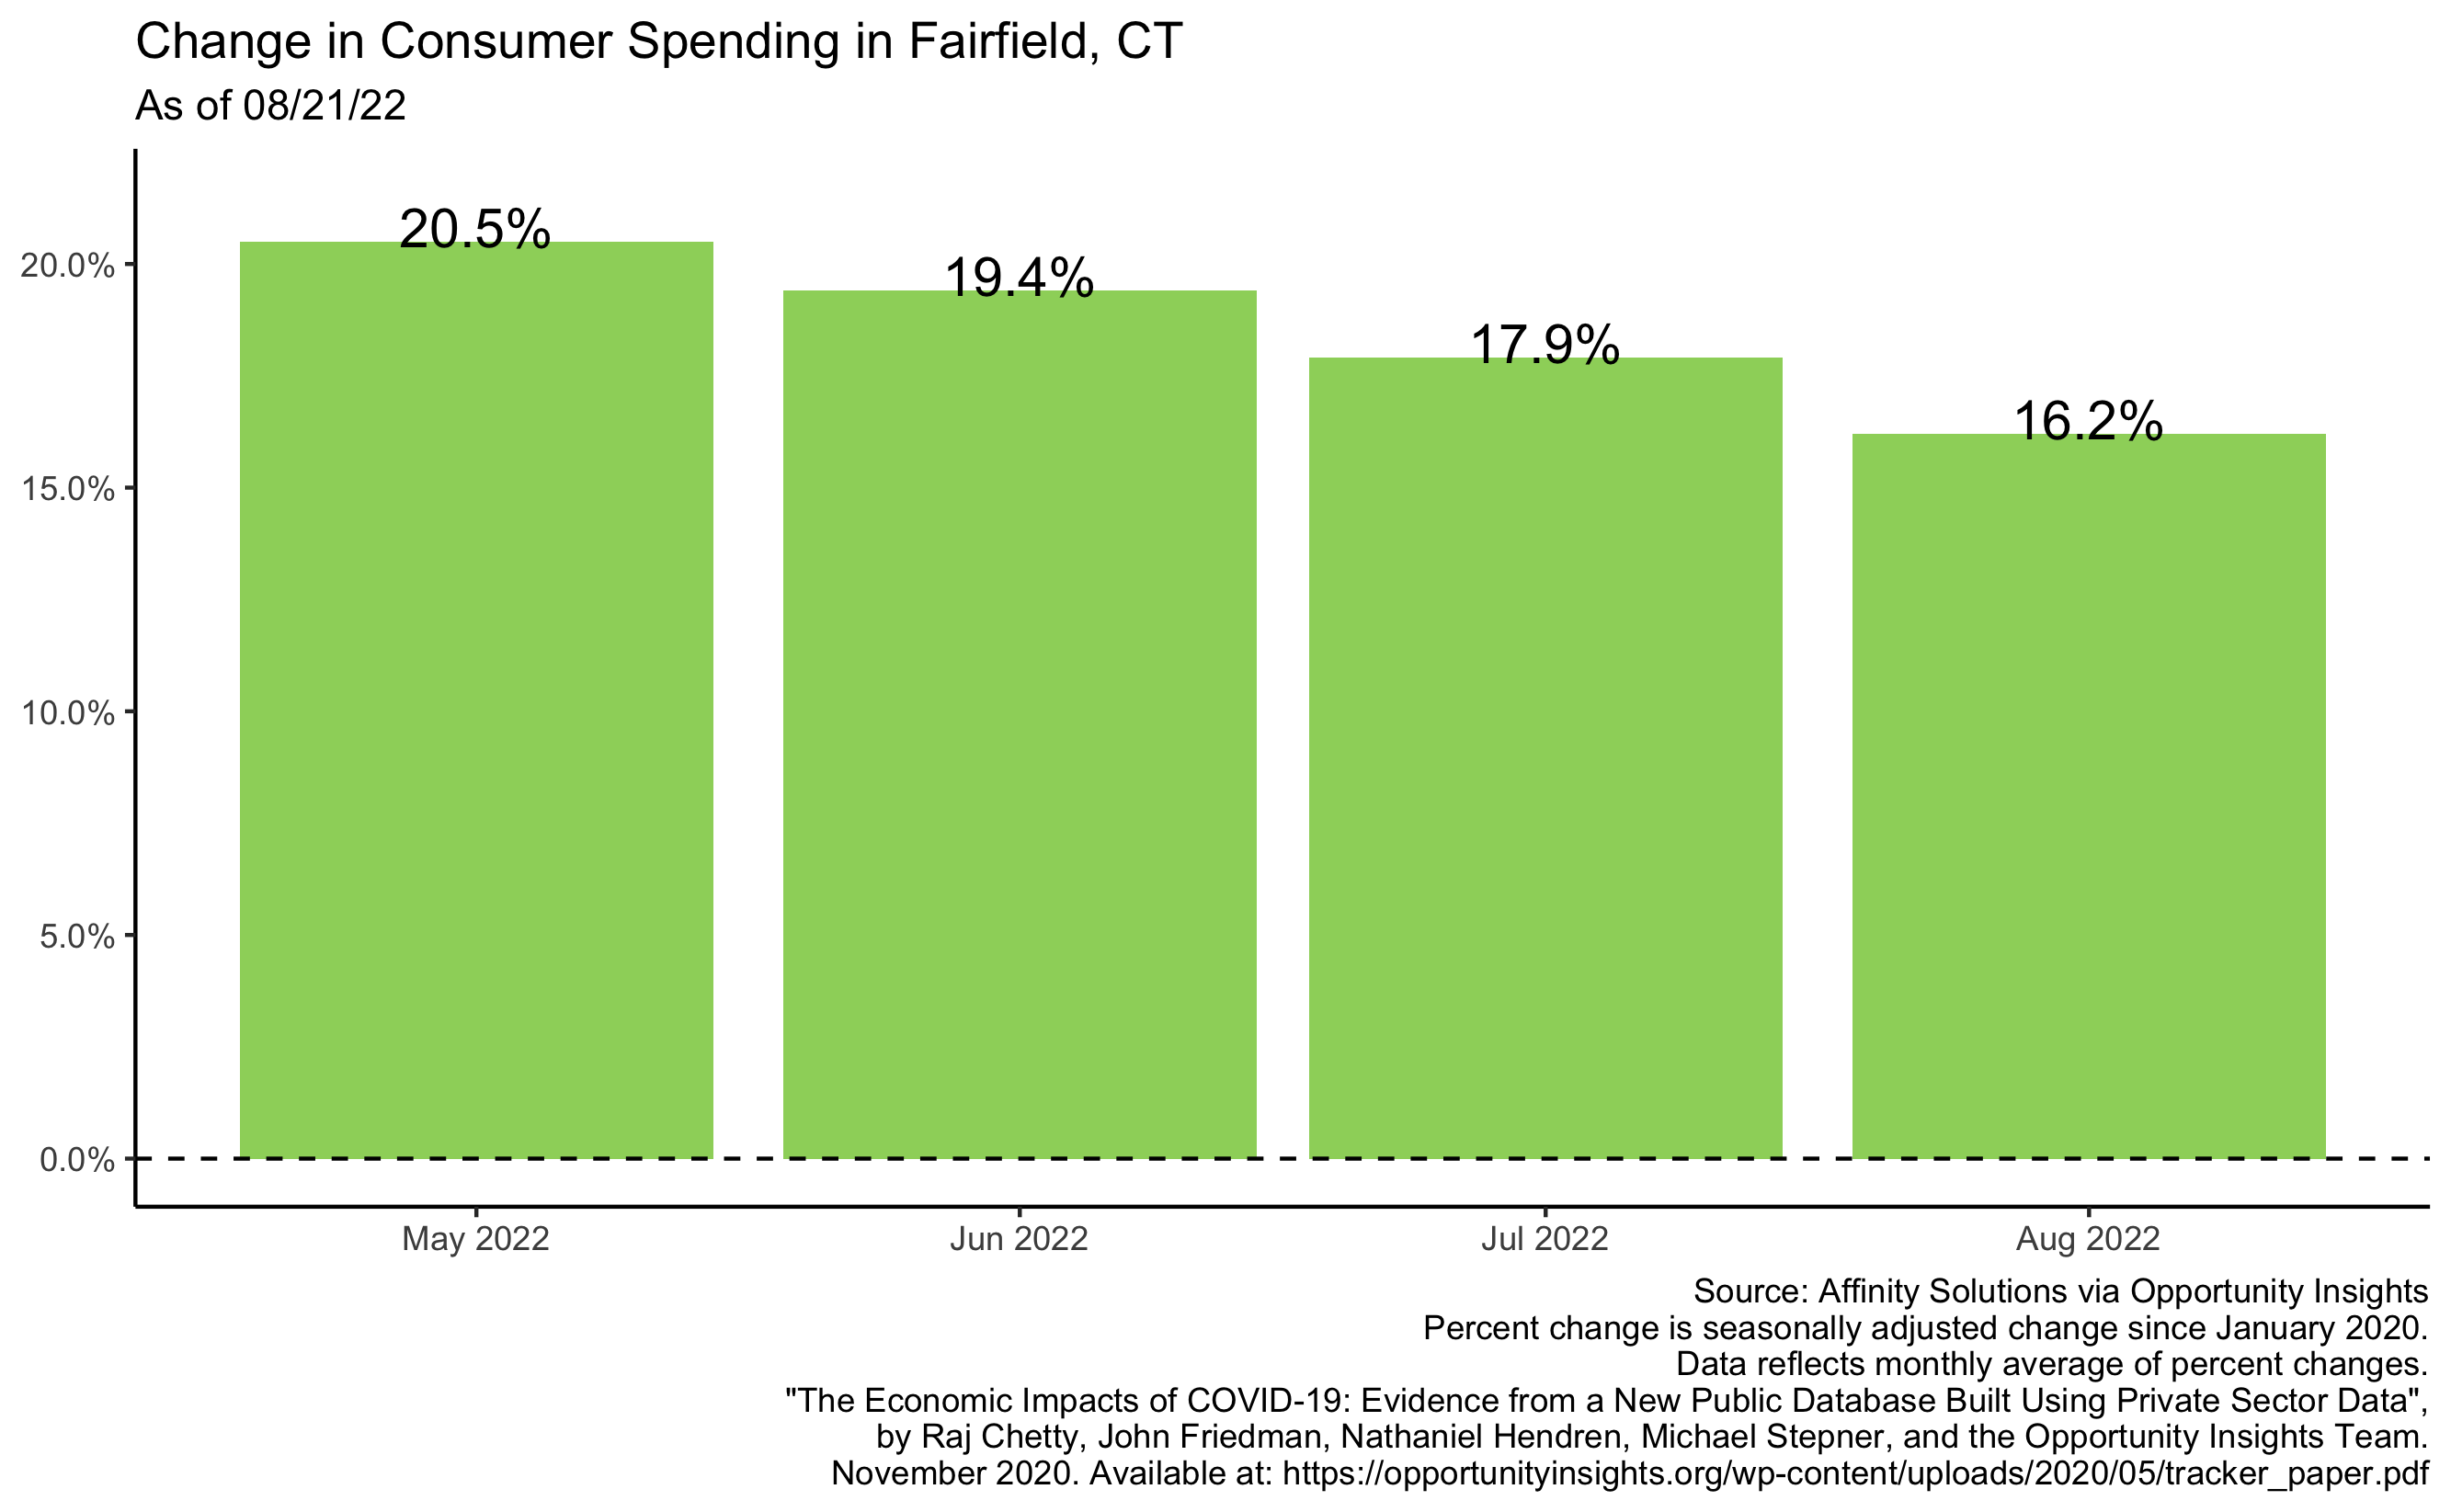 Change in Consumer Spending in Fairfield, CT
As of 08/21/22
20.5%
19.4%
17.9%
16.2%
20.0%
15.0%
10.0%
5.0%
0.0%
May 2022
Jun 2022
Jul 2022
Aug 2022
Source: Affinity Solutions via Opportunity Insights
Percent change is seasonally adjusted change since January 2020.
Data reflects monthly average of percent changes.
"The Economic Impacts of COVID-19: Evidence from a New Public Database Built Using Private Sector Data",
by Raj Chetty, John Friedman, Nathaniel Hendren, Michael Stepner, and the Opportunity Insights Team.
November 2020. Available at: https://opportunityinsights.org/wp-content/uploads/2020/05/tracker_paper.pdf